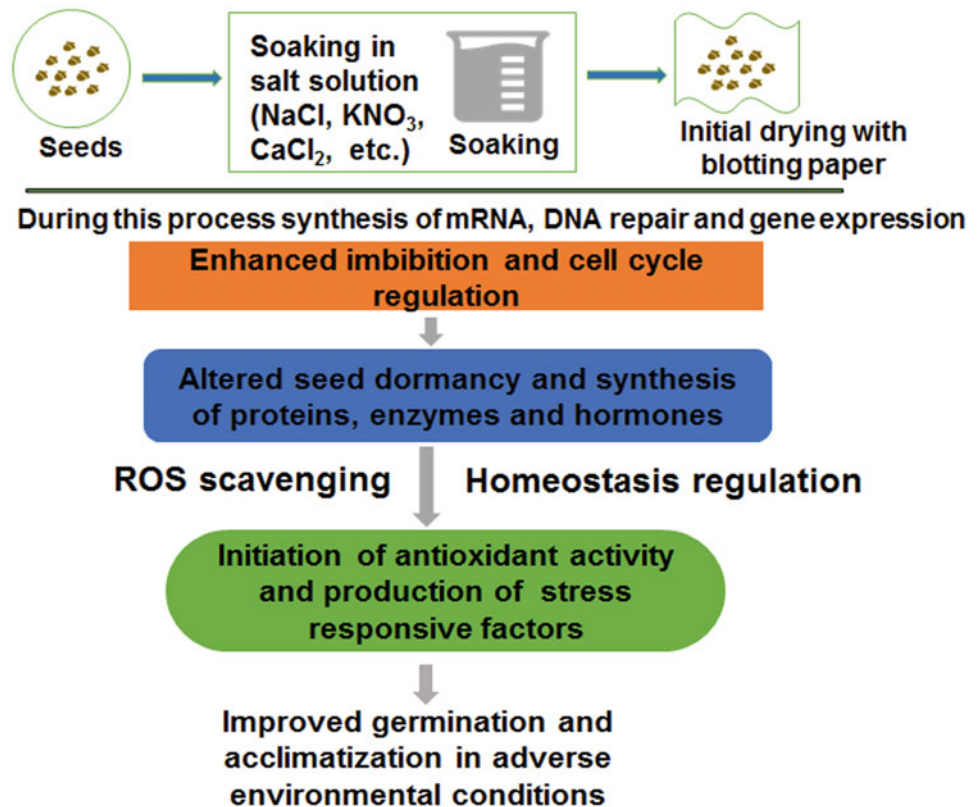 Seeds
Soaking in
salt solution
(NaCl, KNO₃,
CaCl₂, etc.)
Soaking
Initial drying with
blotting paper
During this process synthesis of mRNA, DNA repair and gene expression
Enhanced imbibition and cell cycle
regulation
Altered seed dormancy and synthesis
of proteins, enzymes and hormones
ROS scavenging
Homeostasis regulation
Initiation of antioxidant activity
and production of stress
responsive factors
Improved germination and
acclimatization in adverse
environmental conditions